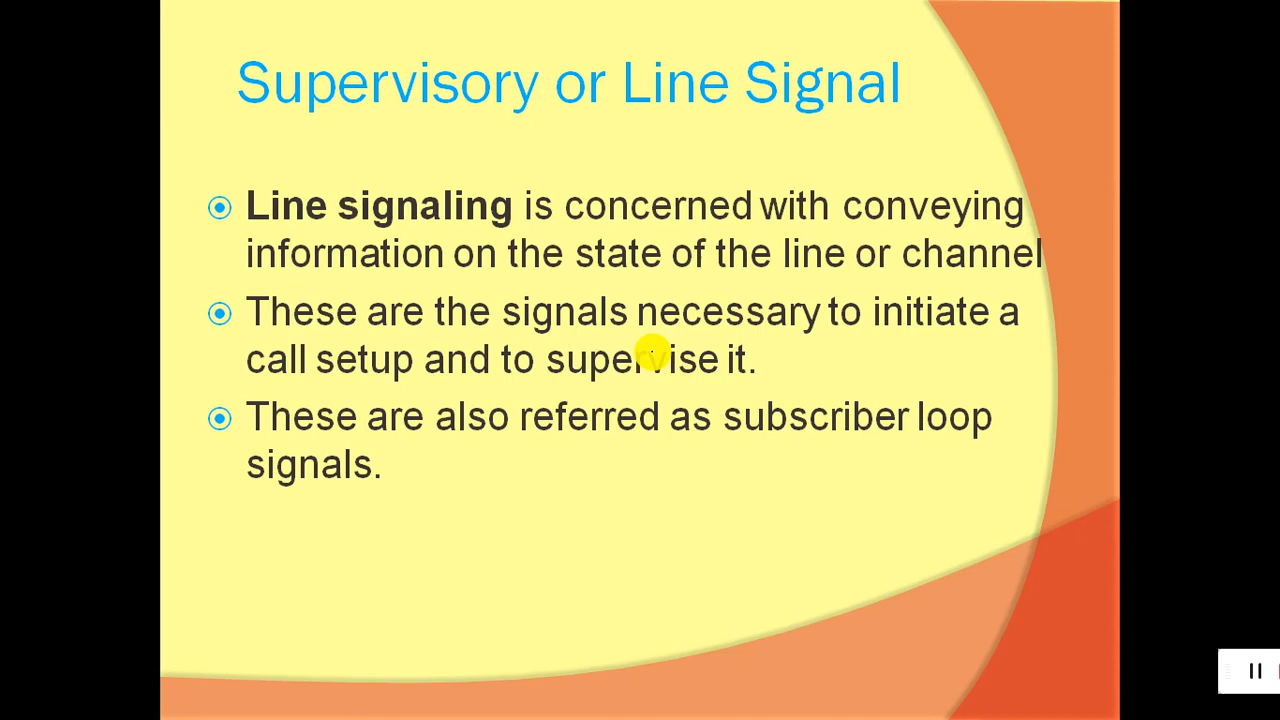 Supervisory or Line Signal
Line signaling is concerned with conveying
information on the state of the line or channel
These are the signals necessary to initiate a
call setup and to supervise it.
These are also referred as subscriber loop
signals.